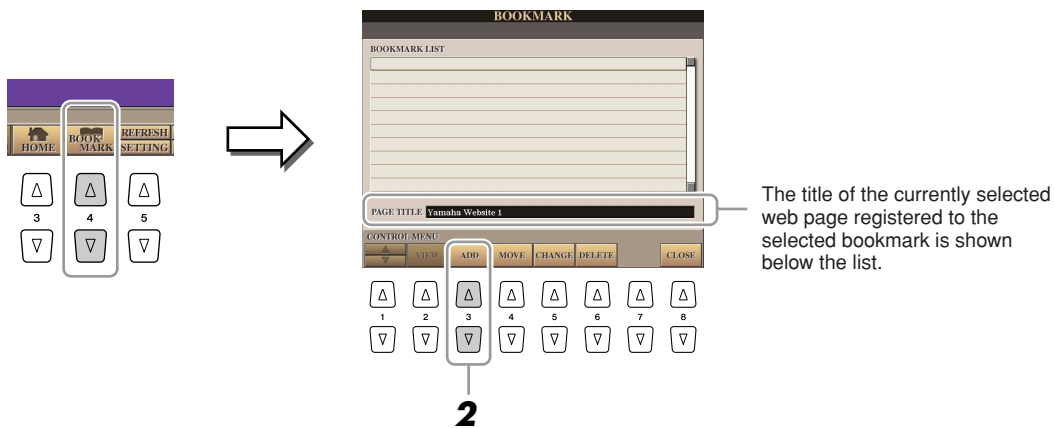 HOME
BOOK-
MARK
REFRESH
SETTING
3 4 5
BOOKMARK
BOOKMARK LIST
PAGE TITLE Yamaha Website 1
CONTROL MENU
VIEW ADD MOVE CHANGE DELETE CLOSE
1 2 3 4 5 6 7 8
2
The title of the currently selected
web page registered to the
selected bookmark is shown
below the list.